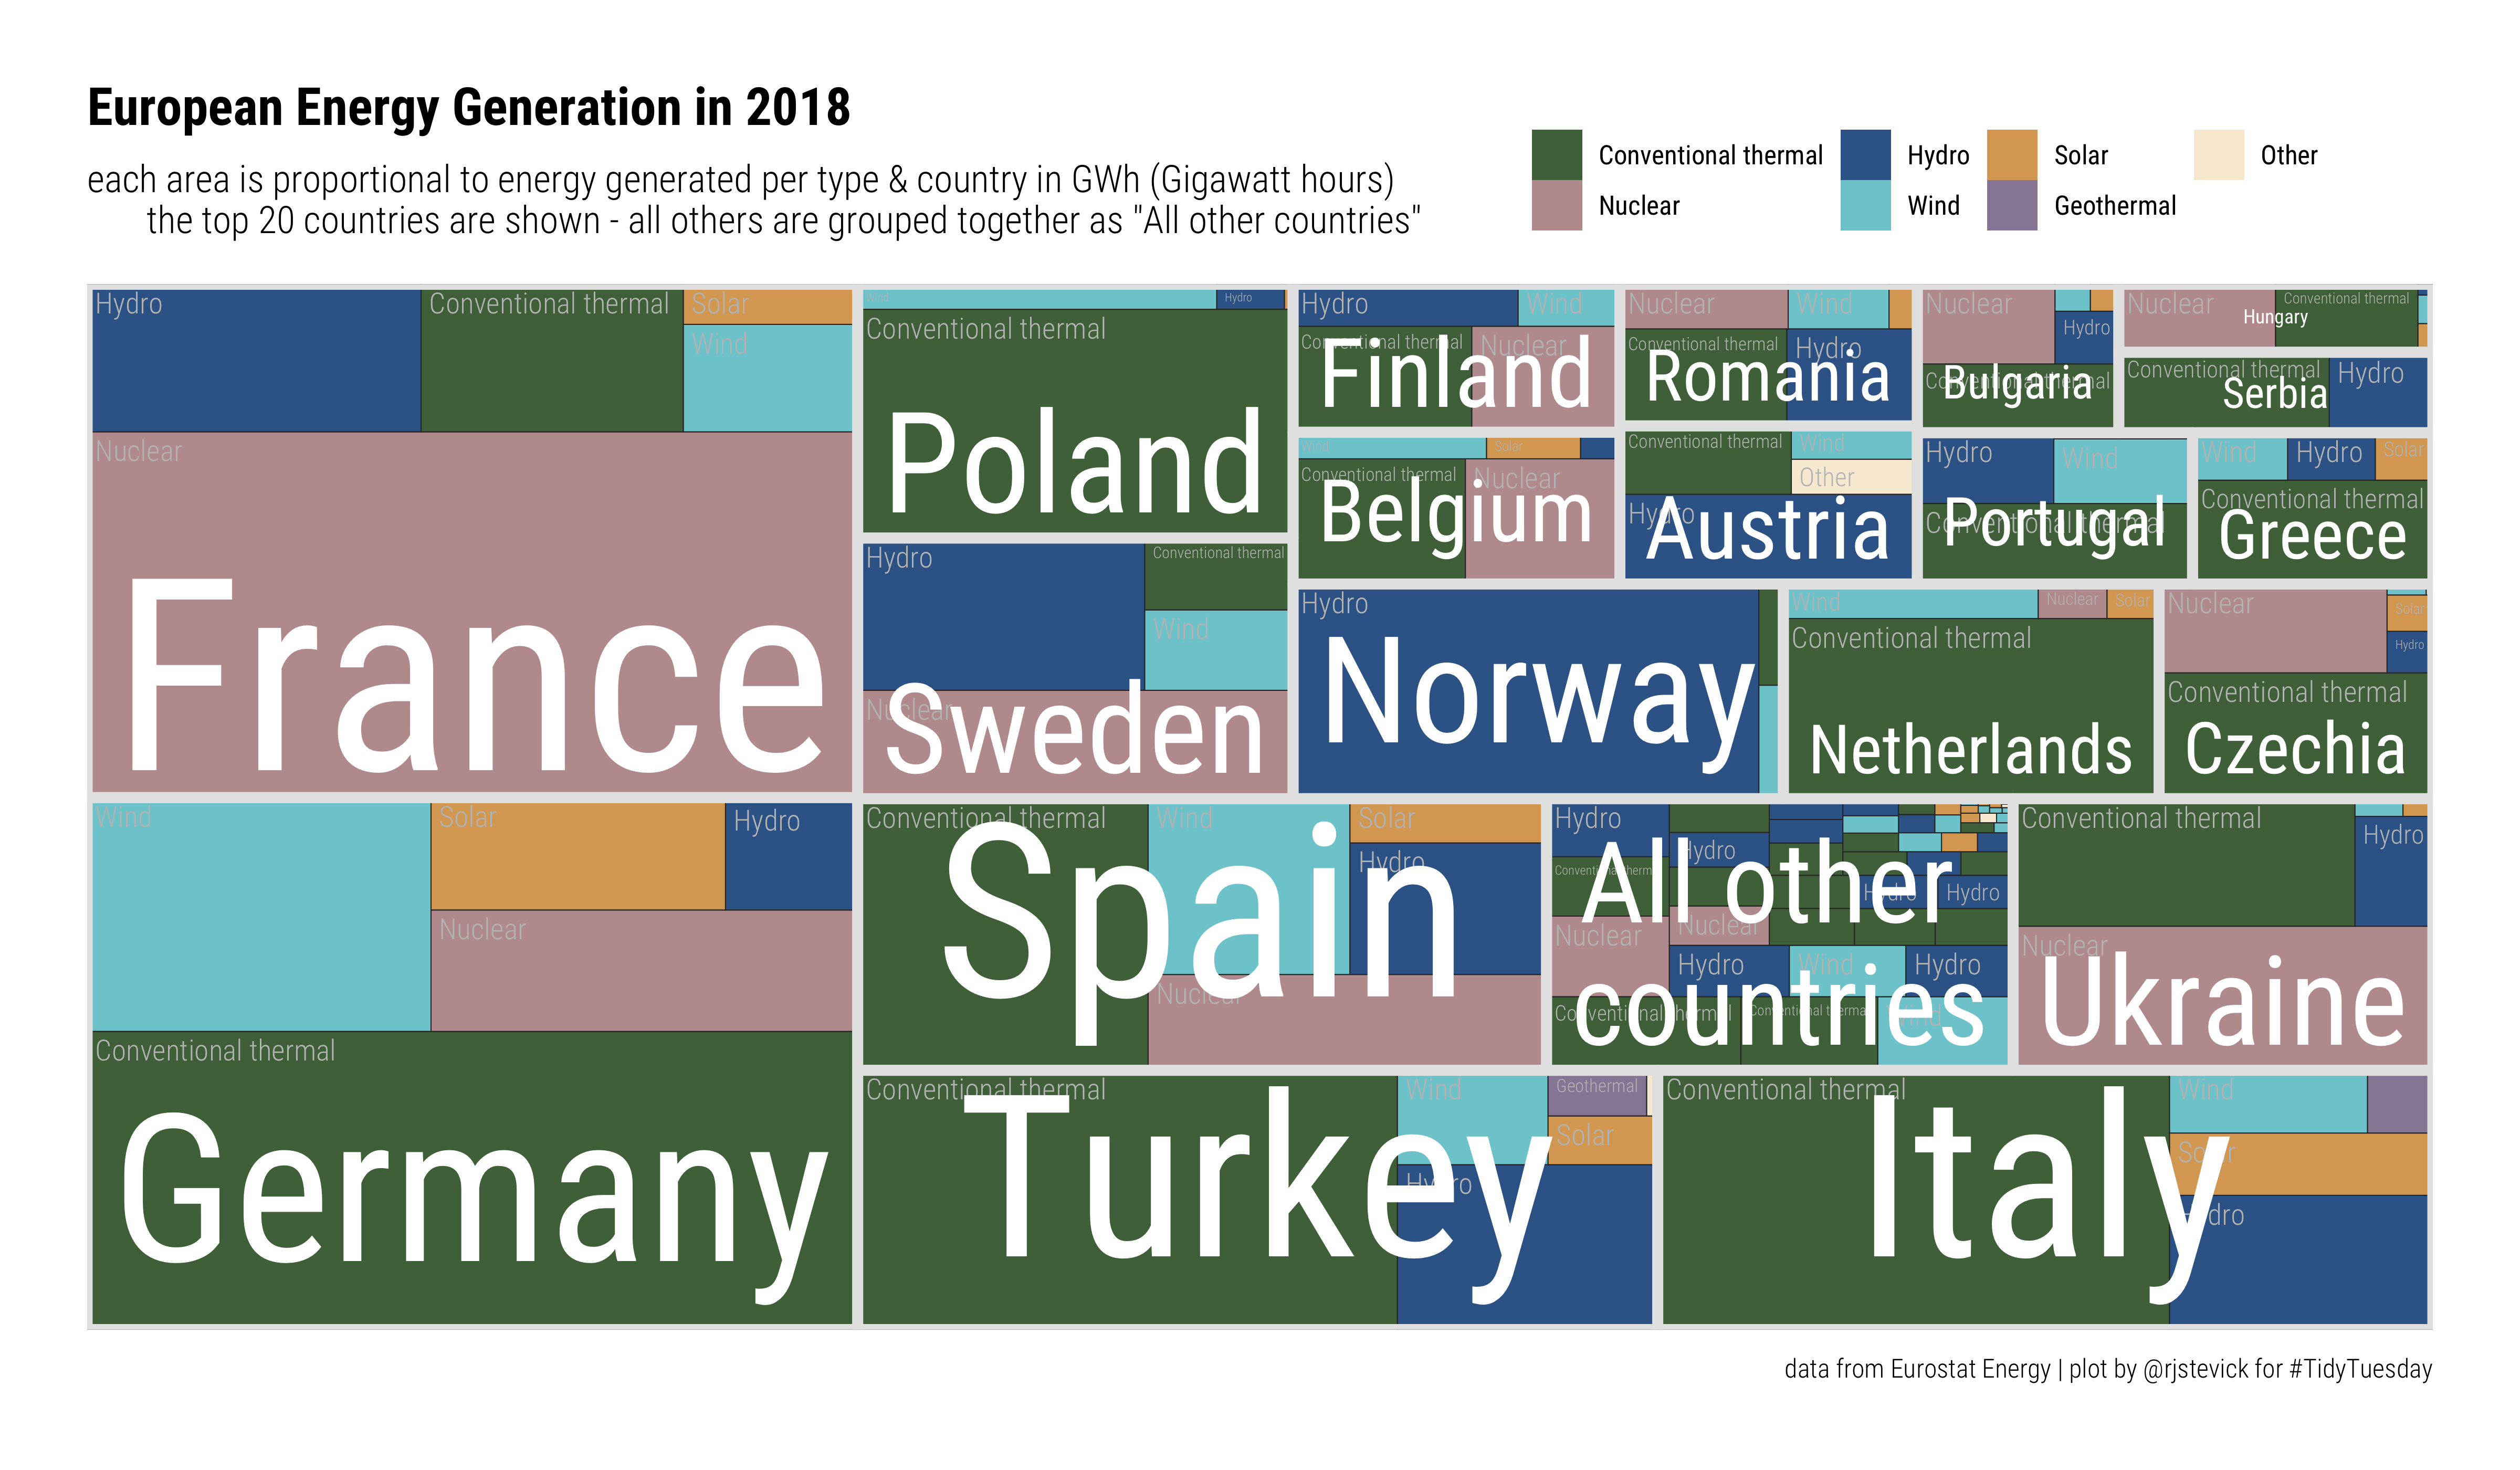 European Energy Generation in 2018
each area is proportional to energy generated per type & country in GWh (Gigawatt hours)
the top 20 countries are shown - all others are grouped together as "All other countries"
Conventional thermal
Hydro
Solar
Other
Nuclear
Wind
Geothermal
Hydro
Conventional thermal
Solar
Wind
Nuclear
France
Wind
Solar
Hydro
Nuclear
Conventional thermal
Germany
Hydro
Conventional thermal
Poland
Hydro
Conventional thermal
Wind
Nuclear
Sweden
Hydro
Wind
Conventional thermal
Nuclear
Finland
Nuclear
Wind
Conventional thermal
Hydro
Romania
Nuclear
Hydro
Conventional thermal
Bulgaria
Nuclear
Conventional thermal
Hungary
Conventional thermal
Hydro
Serbia
Wind
Solar
Conventional thermal
Nuclear
Belgium
Conventional thermal
Wind
Other
Hydro
Austria
Hydro
Wind
Conventional thermal
Portugal
Wind
Hydro
Solar
Conventional thermal
Greece
Hydro
Norway
Wind
Nuclear
Solar
Conventional thermal
Netherlands
Nuclear
Solar
Hydro
Conventional thermal
Czechia
Conventional thermal
Wind
Solar
Hydro
Nuclear
Spain
Hydro
Hydro
Conventional therm
Hydro
Hydro
Nuclear
Nuclear
Hydro
Wind
Hydro
Conventional thermal
Conventional thermal
Wind
All other
countries
Conventional thermal
Hydro
Nuclear
Ukraine
Conventional thermal
Wind
Geothermal
Solar
Hydro
Turkey
Conventional thermal
Wind
Solar
Hydro
Italy
data from Eurostat Energy | plot by @rjstevick for #TidyTuesday